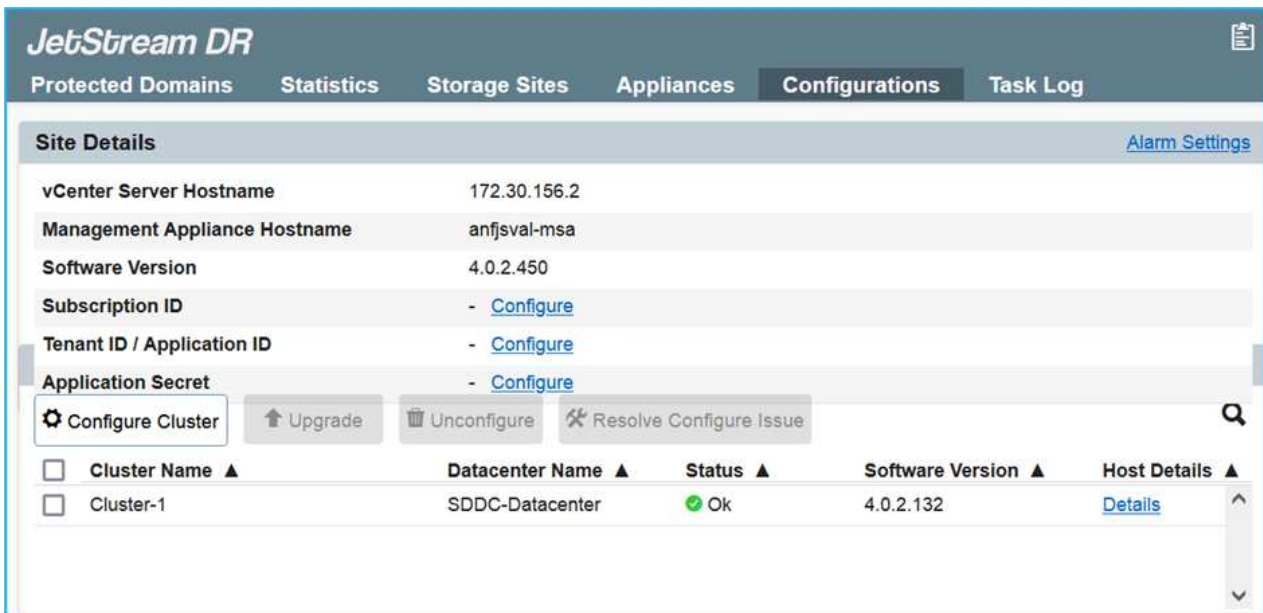 JetStream DR
Protected Domains Statistics Storage Sites Appliances Configurations Task Log
Site Details Alarm Settings
vCenter Server Hostname 172.30.156.2
Management Appliance Hostname anfjsval-msa
Software Version 4.0.2.450
Subscription ID - Configure
Tenant ID / Application ID - Configure
Application Secret - Configure
Configure Cluster Upgrade Unconfigure Resolve Configure Issue
Cluster Name ▲ Datacenter Name ▲ Status ▲ Software Version ▲ Host Details ▲
Cluster-1 SDDC-Datacenter Ok 4.0.2.132 Details